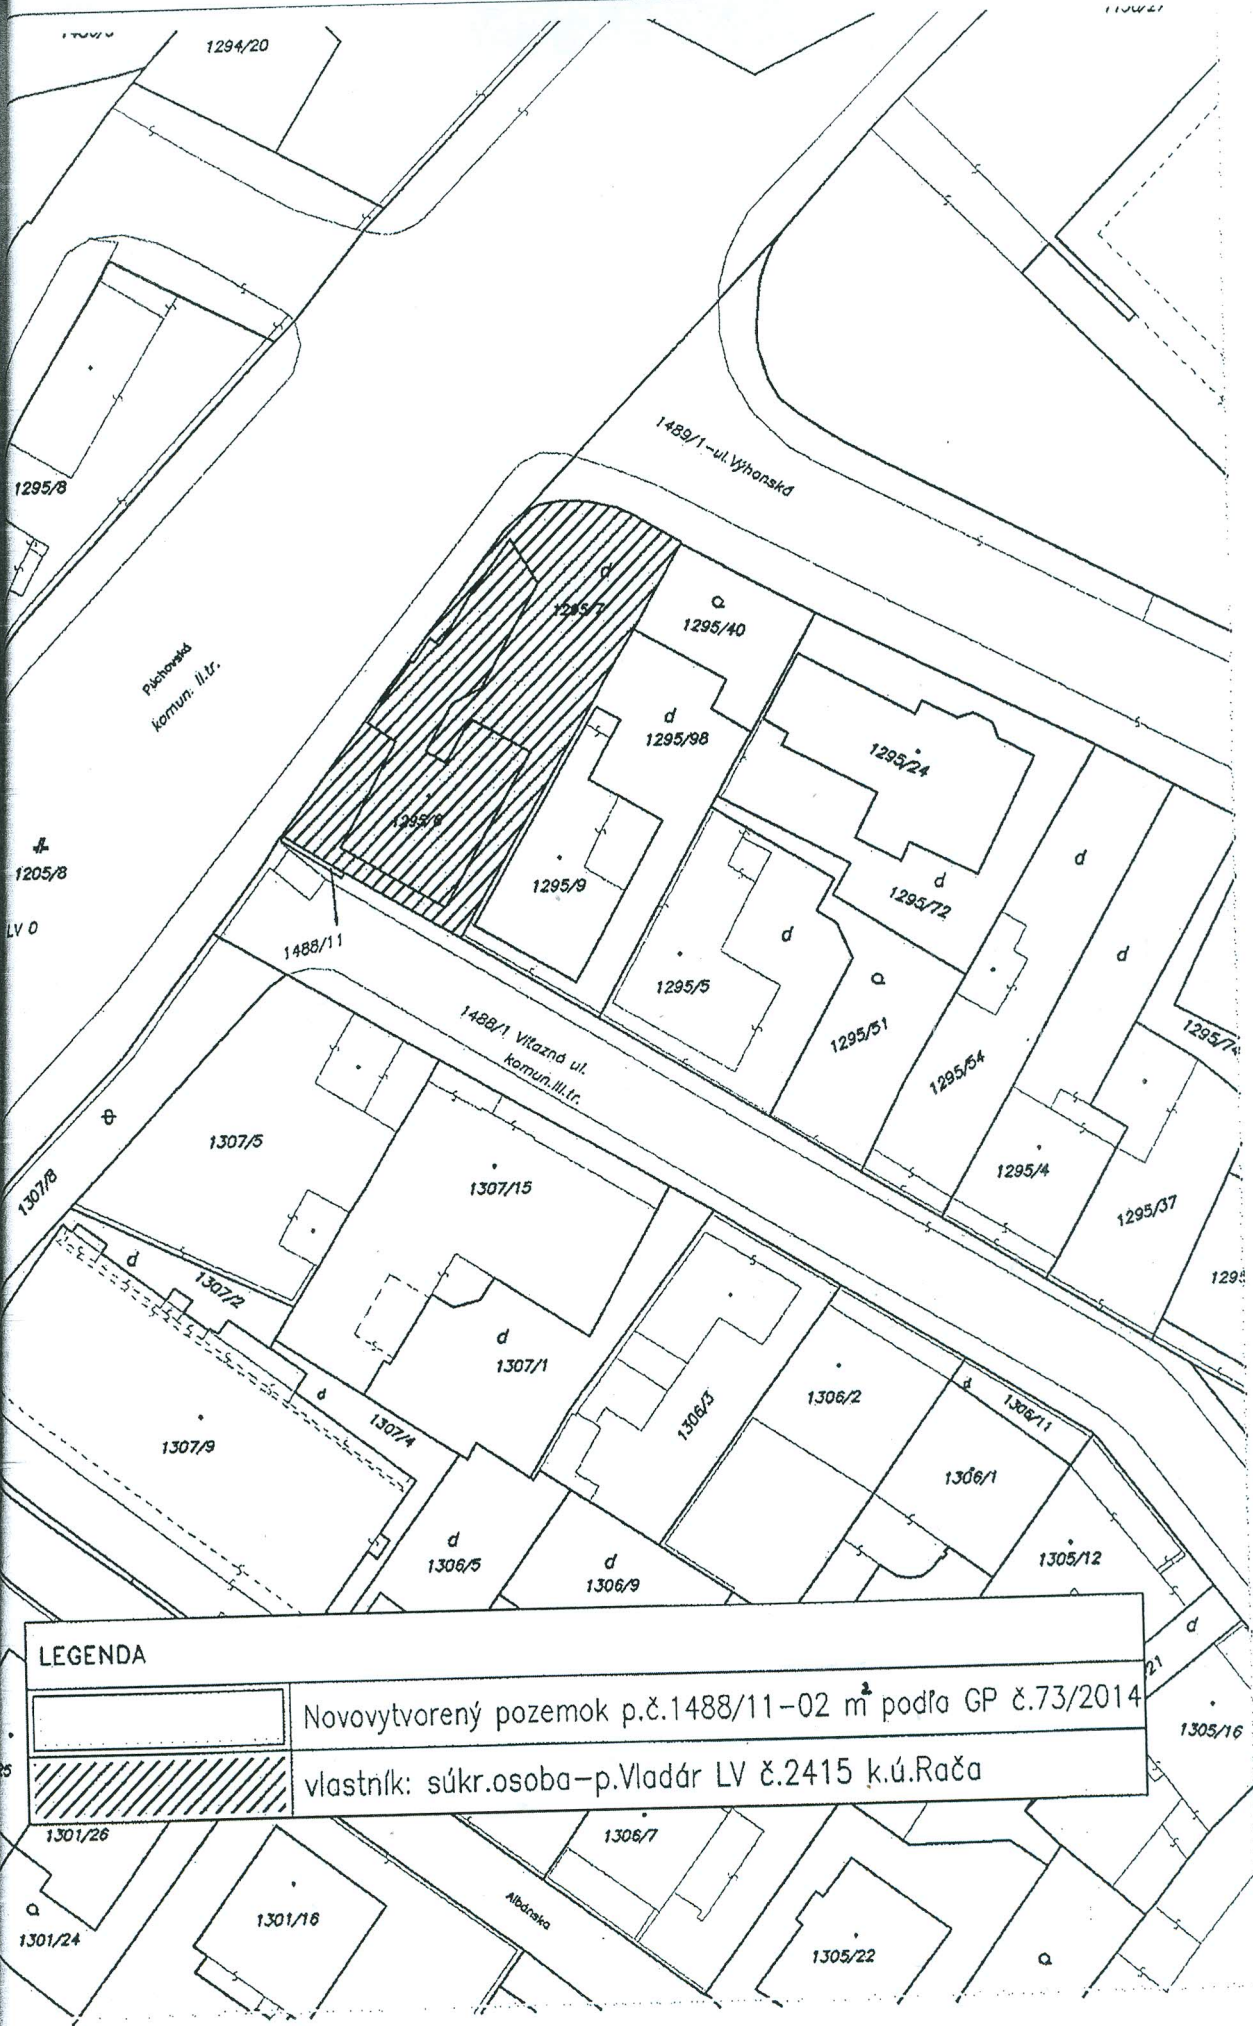 1294/20
1295/8
1489/1-ul.Výhonská
d
1295/7
1295/40
Púchovská
komun. II.tr.
d
1295/98
1295/24
1295/6
1205/8
LV 0
1295/9
d
d
1295/72
d
d
1488/11
1295/5
1488/1 Víťazná ul.
komun.III.tr.
1295/51
1295/54
1295/74
1307/5
1307/8
1307/15
1295/4
1295/37
d
1307/2
d
1307/1
1306/3
1306/2
d
1306/11
d
1307/4
1307/9
1306/1
d
1306/5
d
1306/9
1305/12
d
LEGENDA
Novovytvorený pozemok p.č.1488/11-02 m² podľa GP č.73/2014
vlastník: súkr.osoba-p.Vladár LV č.2415 k.ú.Rača
1305/16
1301/26
1306/7
1301/24
1301/16
Albánska
1305/22